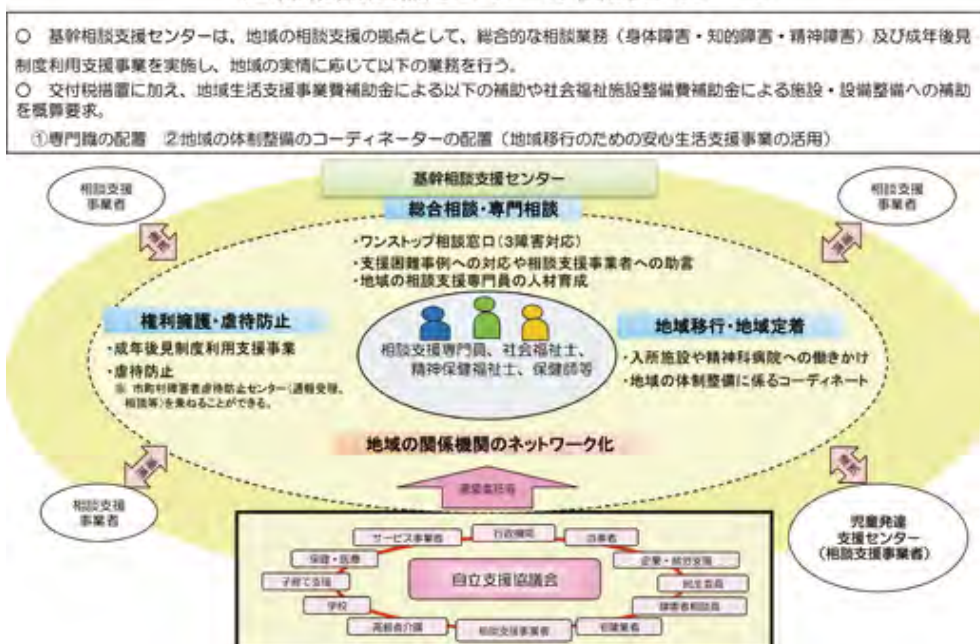 ○ 基幹相談支援センターは、地域の相談支援の拠点として、総合的な相談業務（身体障害・知的障害・精神障害）及び成年後見
制度利用支援事業を実施し、地域の実情に応じて以下の業務を行う。
○ 交付税措置に加え、地域生活支援事業費補助金による以下の補助や社会福祉施設整備費補助金による施設・設備整備への補助
を概算要求。
①専門職の配置 ②地域の体制整備のコーディネーターの配置（地域移行のための安心生活支援事業の活用）
基幹相談支援センター
相談支援
事業者
相談支援
事業者
連携
連携
総合相談・専門相談
・ワンストップ相談窓口（3障害対応）
・支援困難事例への対応や相談支援事業者への助言
・地域の相談支援専門員の人材育成
権利擁護・虐待防止
・成年後見制度利用支援事業
・虐待防止
※ 市町村障害者虐待防止センター（通報受理、
相談等）を兼ねることができる。
相談支援専門員、社会福祉士、
精神保健福祉士、保健師等
地域移行・地域定着
・入所施設や精神科病院への働きかけ
・地域の体制整備に係るコーディネート
地域の関係機関のネットワーク化
連携
連携
運営委託等
相談支援
事業者
児童発達
支援センター
（相談支援事業者）
サービス事業者
行政機関
当事者
保健・医療
企業・就労支援
子育て支援
自立支援協議会
民生委員
学校
障害者相談員
高齢者介護
相談支援事業者
宅建業者